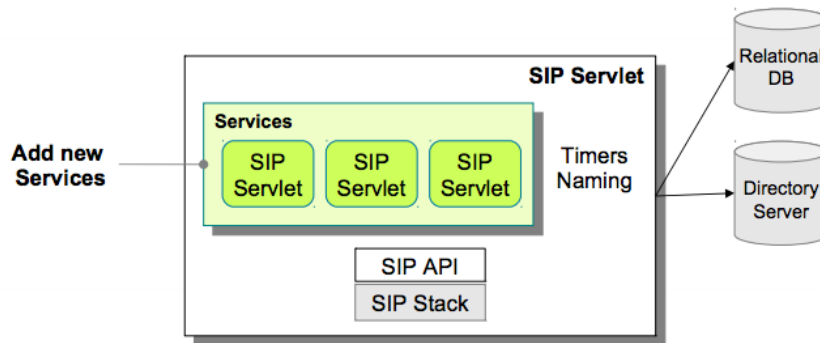 Relational
DB
SIP Servlet
Services
Add new
Services
SIP
Servlet
SIP
Servlet
SIP
Servlet
Timers
Naming
Directory
Server
SIP API
SIP Stack